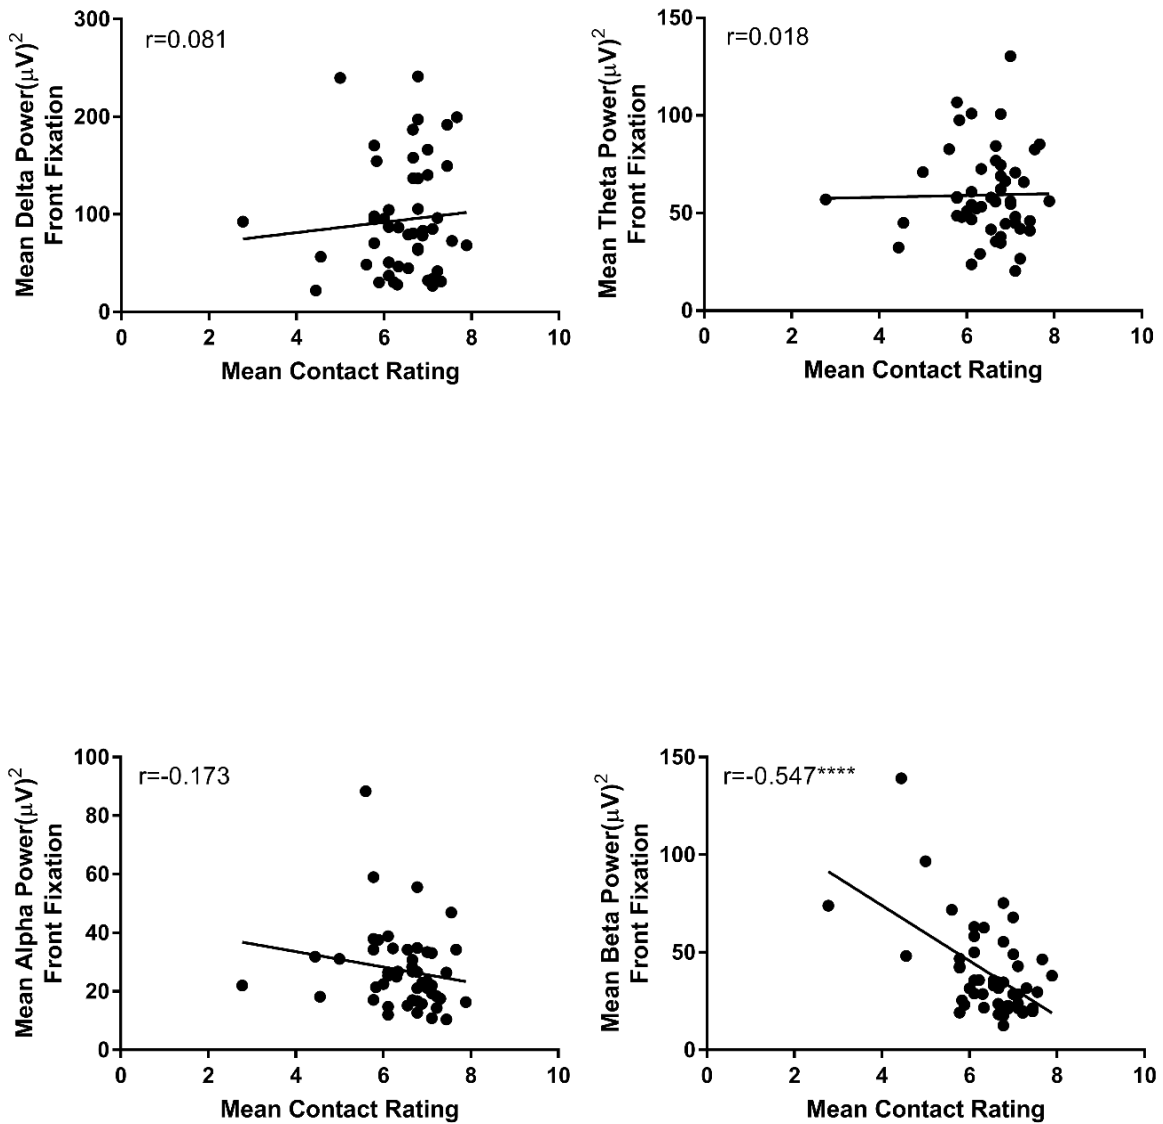 r=0.081
Mean Delta Power(μV)²
Front Fixation
300
200
100
0
0 2 4 6 8 10
Mean Contact Rating
r=0.018
Mean Theta Power(μV)²
Front Fixation
150
100
50
0
0 2 4 6 8 10
Mean Contact Rating
r=-0.173
Mean Alpha Power(μV)²
Front Fixation
100
80
60
40
20
0
0 2 4 6 8 10
Mean Contact Rating
r=-0.547****
Mean Beta Power(μV)²
Front Fixation
150
100
50
0
0 2 4 6 8 10
Mean Contact Rating